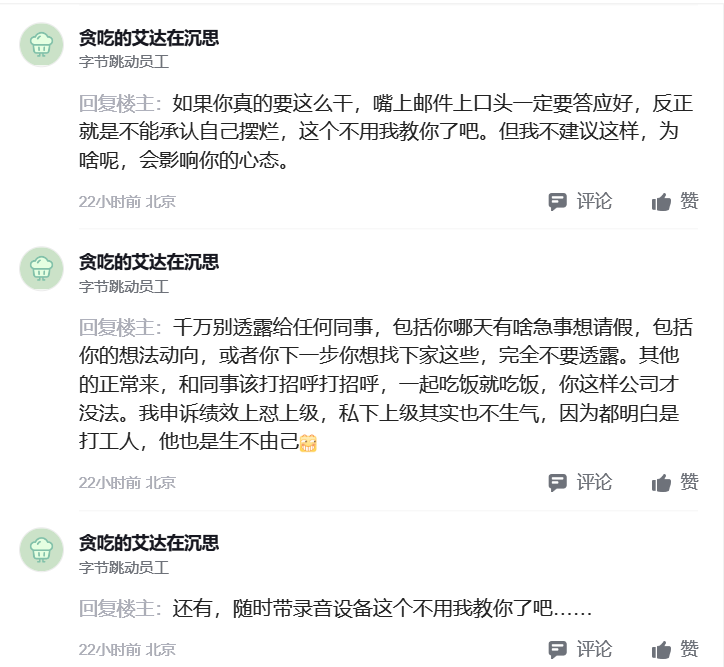 贪吃的艾达在沉思
字节跳动员工
回复楼主：如果你真的要这么干，嘴上邮件上口头一定要答应好，反正
就是不能承认自己摆烂，这个不用我教你了吧。但我不建议这样，为
啥呢，会影响你的心态。
22小时前 北京
评论
赞
贪吃的艾达在沉思
字节跳动员工
回复楼主：千万别透露给任何同事，包括你哪天有啥急事想请假，包括
你的想法动向，或者你下一步你想找下家这些，完全不要透露。其他
的正常来，和同事该打招呼打招呼，一起吃饭就吃饭，你这样公司才
没法。我申诉绩效上怼上级，私下上级其实也不生气，因为都明白是
打工人，他也是生不由己
22小时前 北京
评论
赞
贪吃的艾达在沉思
字节跳动员工
回复楼主：还有，随时带录音设备这个不用我教你了吧……
22小时前 北京
评论
赞